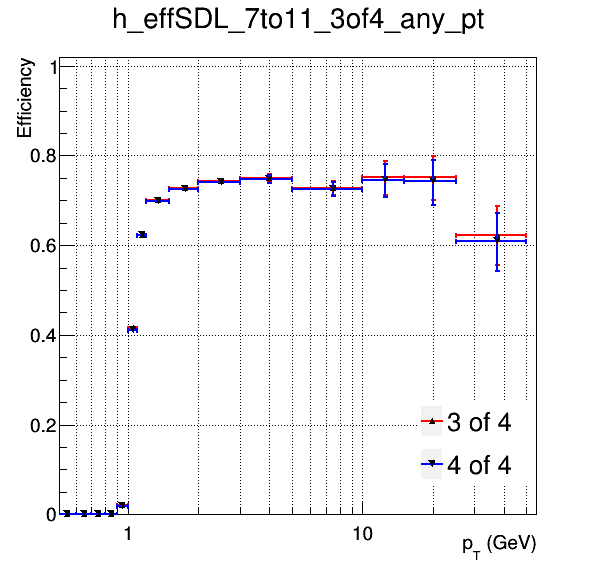 h_effSDL_7to11_3of4_any_pt
Efficiency
1
0.8
0.6
0.4
0.2
0
3 of 4
4 of 4
1
10
p_T (GeV)